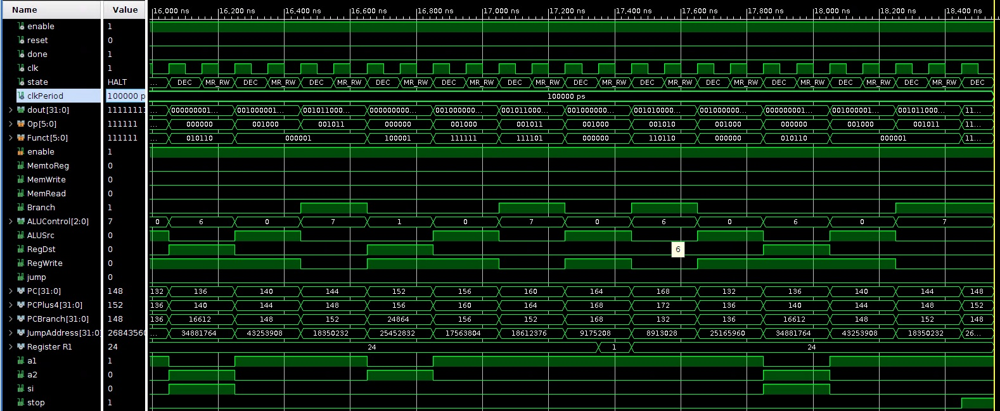 Name Value 16,000 ns 16,200 ns 16,400 ns 16,600 ns 16,800 ns 17,000 ns 17,200 ns 17,400 ns 17,600 ns 17,800 ns 18,000 ns 18,200 ns 18,400 ns
enable 1
reset 0
done 1
clk 1
state HALT ... DEC MR_RW DEC MR_RW DEC MR_RW DEC MR_RW DEC MR_RW DEC MR_RW DEC MR_RW DEC MR_RW DEC MR_RW DEC MR_RW DEC MR_RW DEC MR_RW DEC
clkPeriod 100000 p 100000 ps
dout[31:0] 11111111 ... 000000001... 001000001... 001011000... 000000000... 001000000... 001011000... 001000000... 001010000... 001000000... 000000001... 001000001... 001011000... 11...
Op[5:0] 111111 ... 000000 001000 001011 000000 001000 001011 001000 001010 001000 000000 001000 001011 11...
Funct[5:0] 111111 ... 010110 000001 100001 111111 111101 000000 110110 000000 010110 000001 11...
enable 1
MemtoReg 0
MemWrite 0
MemRead 0
Branch 1
ALUControl[2:0] 7 0 6 0 7 1 0 7 0 6 0 6 0 7
ALUSrc 0
RegDst 0 6
RegWrite 0
jump 0
PC[31:0] 148 132 136 140 144 152 156 160 164 168 132 136 140 144 148
PCPlus4[31:0] 152 136 140 144 148 156 160 164 168 172 136 140 144 148 152
PCBranch[31:0] 148 136 16612 148 152 24864 156 152 168 132 136 16612 148 152 148
JumpAddress[31:0] 26843560 ... 34881764 43253908 18350232 25452832 17563804 18612376 9175208 8913028 25165960 34881764 43253908 18350232 26...
Register R1 24 24 1 24
a1 1
a2 0
si 0
stop 1